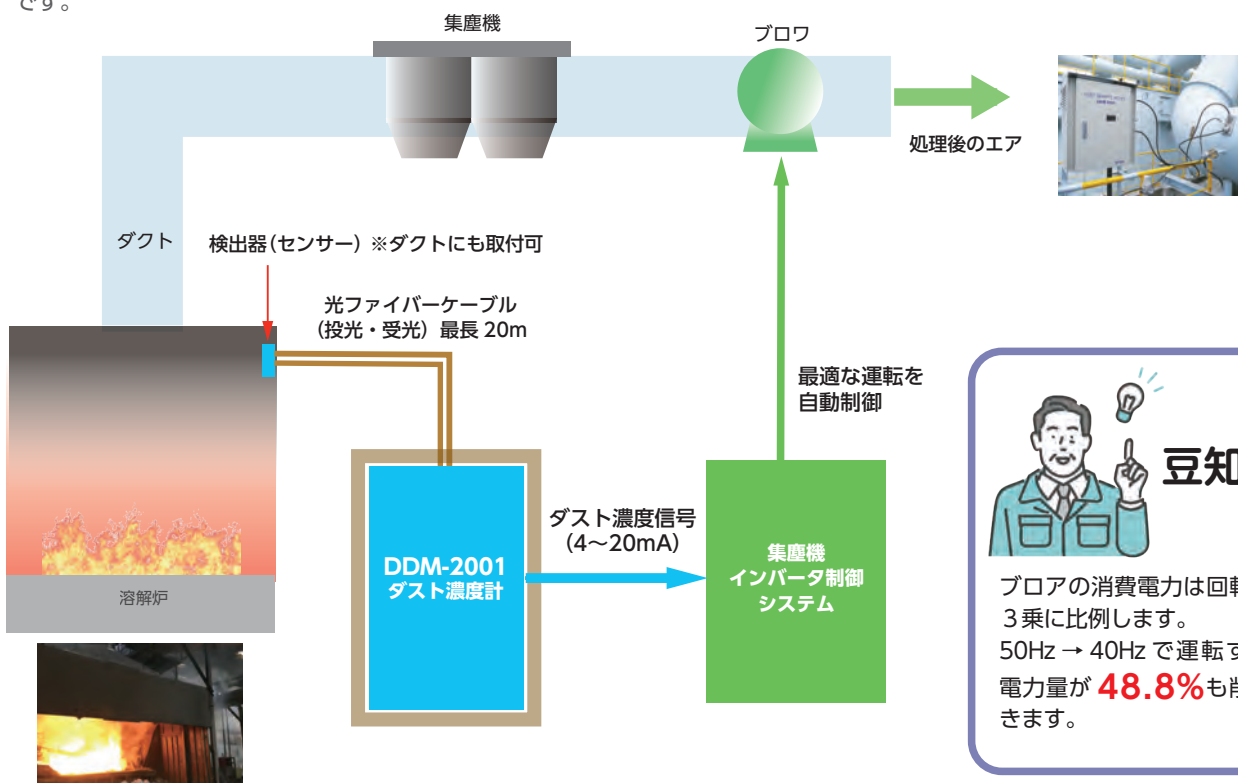 です。
集塵機
ブロワ
処理後のエア
ダクト
検出器(センサー)※ダクトにも取付可
光ファイバーケーブル
(投光・受光)最長 20m
最適な運転を
自動制御
溶解炉
DDM-2001
ダスト濃度計
ダスト濃度信号
(4〜20mA)
集塵機
インバータ制御
システム
豆知
ブロアの消費電力は回転
３乗に比例します。
50Hz → 40Hz で運転す
電力量が 48.8%も削
きます。